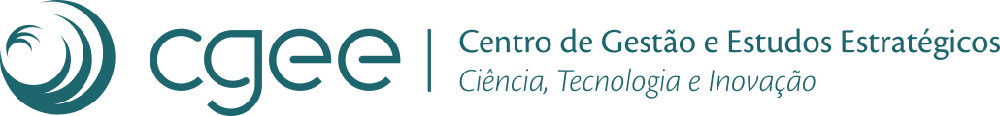 cgee
Centro de Gestão e Estudos Estratégicos
Ciência, Tecnologia e Inovação